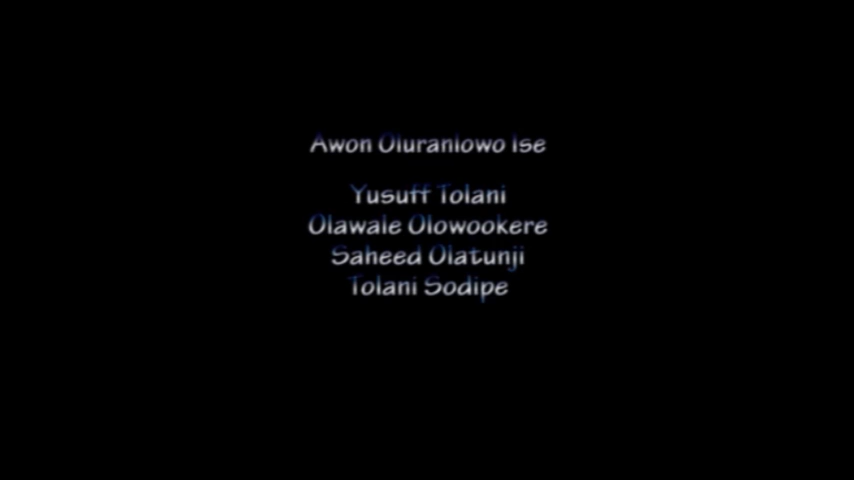 Awon Oluranlowo Ise
Yusuff Tolani
Olawale Olowookere
Saheed Olatunji
Tolani Sodipe